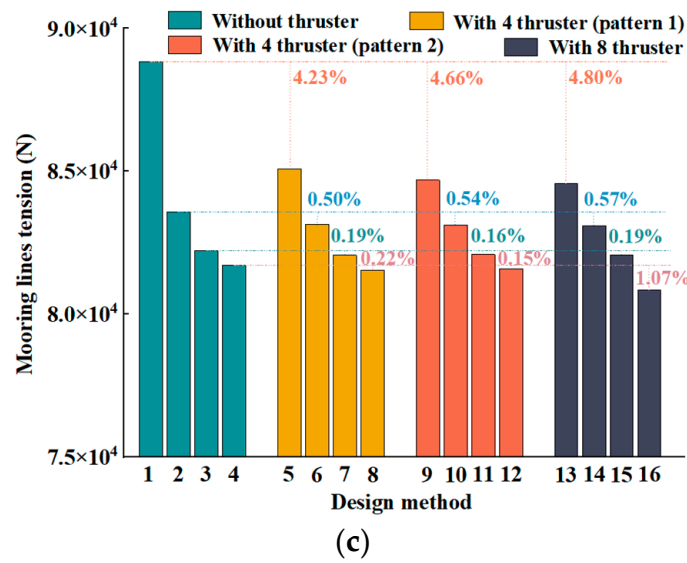 Without thruster
With 4 thruster (pattern 1)
With 4 thruster (pattern 2)
With 8 thruster
9.0×10⁴
8.5×10⁴
8.0×10⁴
7.5×10⁴
Mooring lines tension (N)
4.23%
4.66%
4.80%
0.50%
0.54%
0.57%
0.19%
0.16%
0.19%
0.22%
0.15%
1.07%
1 2 3 4 5 6 7 8 9 10 11 12 13 14 15 16
Design method
(c)